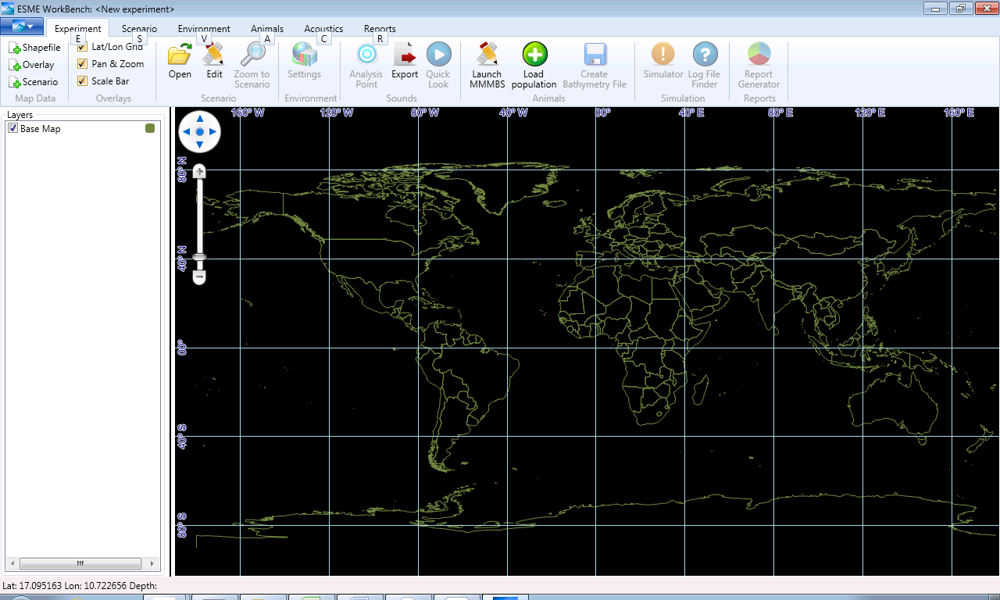 ESME WorkBench: <New experiment>
Experiment Scenario Environment Animals Acoustics Reports
E S V A C R
Shapefile
Overlay
Scenario
Map Data
Lat/Lon Grid
Pan & Zoom
Scale Bar
Overlays
Open
Edit
Zoom to
Scenario
Scenario
Settings
Environment
Analysis
Point
Export
Quick
Look
Sounds
Launch
MMMBS
Load
population
Create
Bathymetry File
Animals
Simulator
Log File
Finder
Simulation
Report
Generator
Reports
Layers
Base Map
160° W 120° W 80° W 40° W 00° 40° E 80° E 120° E 160° E
80° N
40° N
00°
40° S
80° S
Lat: 17.095163 Lon: 10.722656 Depth: